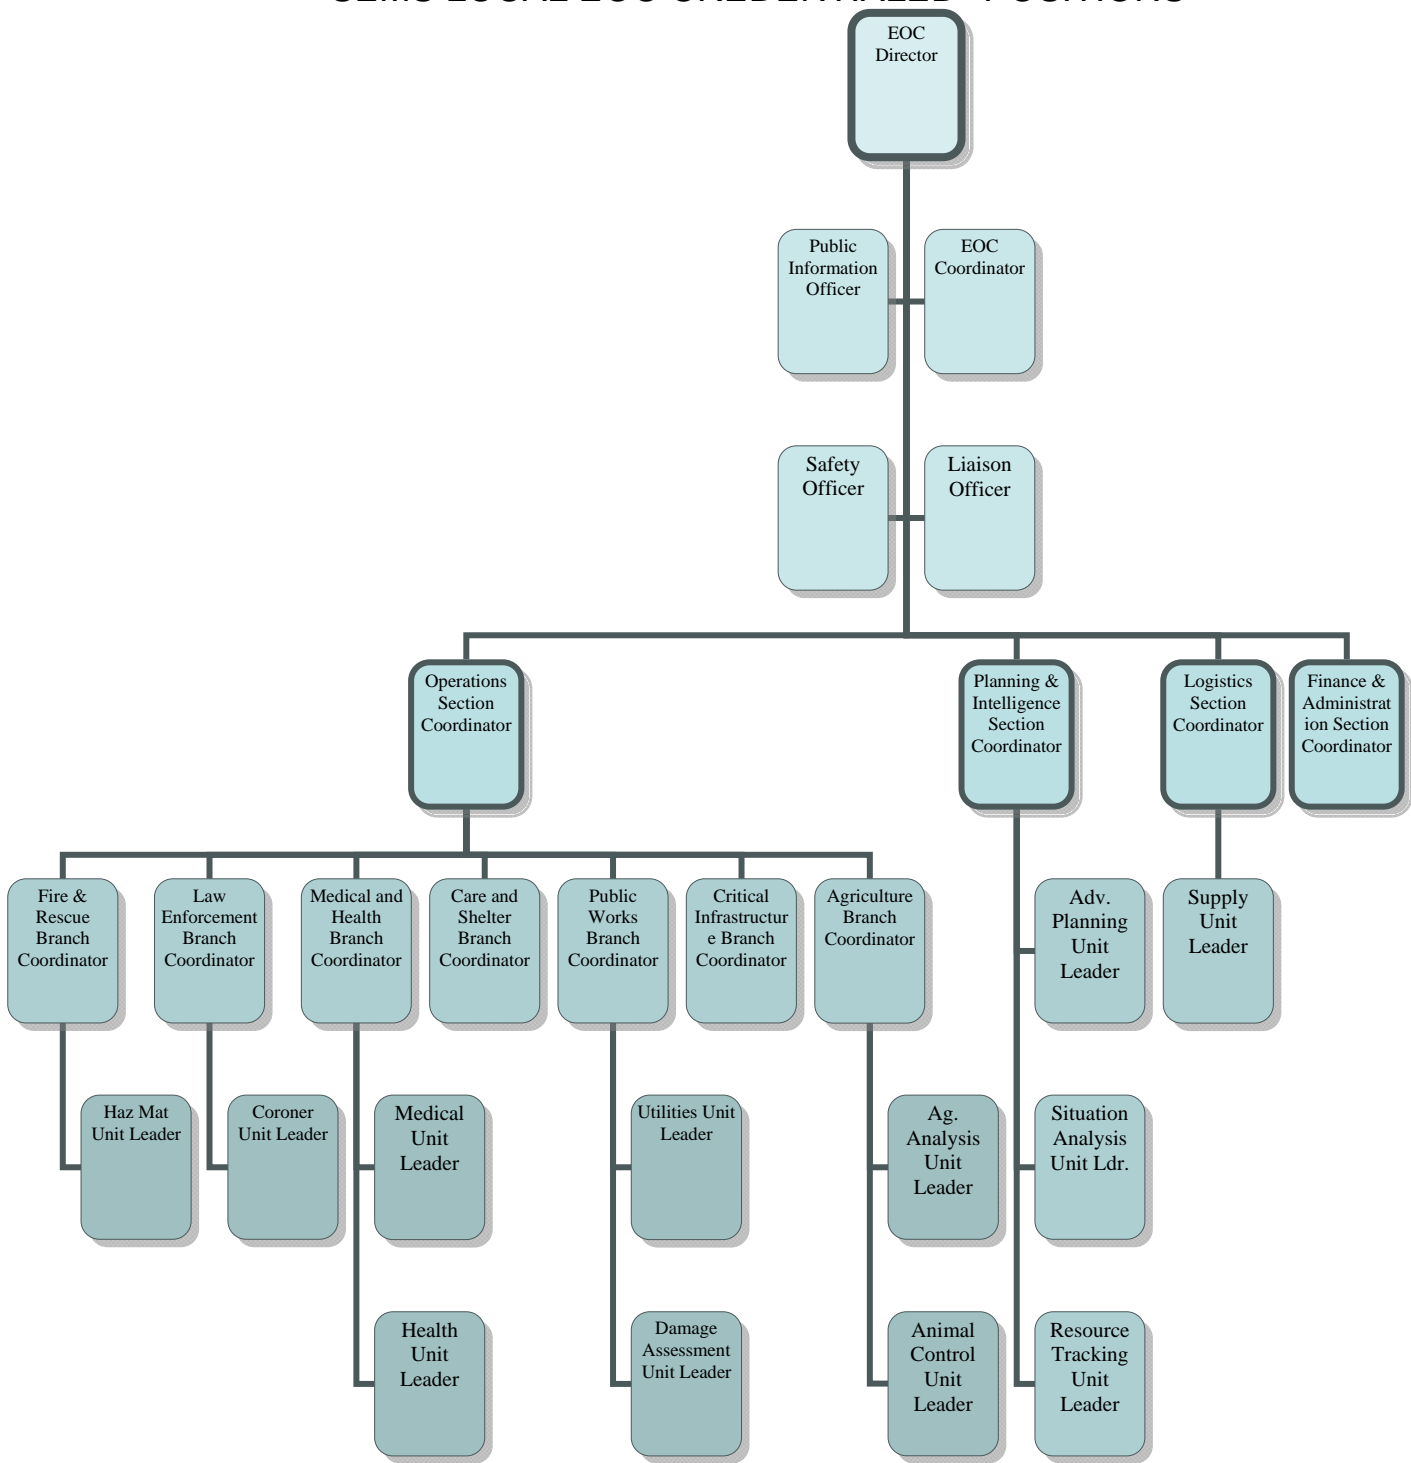 SEMS LOCAL EOC CREDENTIALED POSITIONS
EOC
Director
Public
Information
Officer
EOC
Coordinator
Safety
Officer
Liaison
Officer
Operations
Section
Coordinator
Planning &
Intelligence
Section
Coordinator
Logistics
Section
Coordinator
Finance &
Administrat
ion Section
Coordinator
Fire &
Rescue
Branch
Coordinator
Law
Enforcement
Branch
Coordinator
Medical and
Health
Branch
Coordinator
Care and
Shelter
Branch
Coordinator
Public
Works
Branch
Coordinator
Critical
Infrastructur
e Branch
Coordinator
Agriculture
Branch
Coordinator
Adv.
Planning
Unit
Leader
Supply
Unit
Leader
Haz Mat
Unit Leader
Coroner
Unit Leader
Medical
Unit
Leader
Utilities Unit
Leader
Ag.
Analysis
Unit
Leader
Situation
Analysis
Unit Ldr.
Health
Unit
Leader
Damage
Assessment
Unit Leader
Animal
Control
Unit
Leader
Resource
Tracking
Unit
Leader